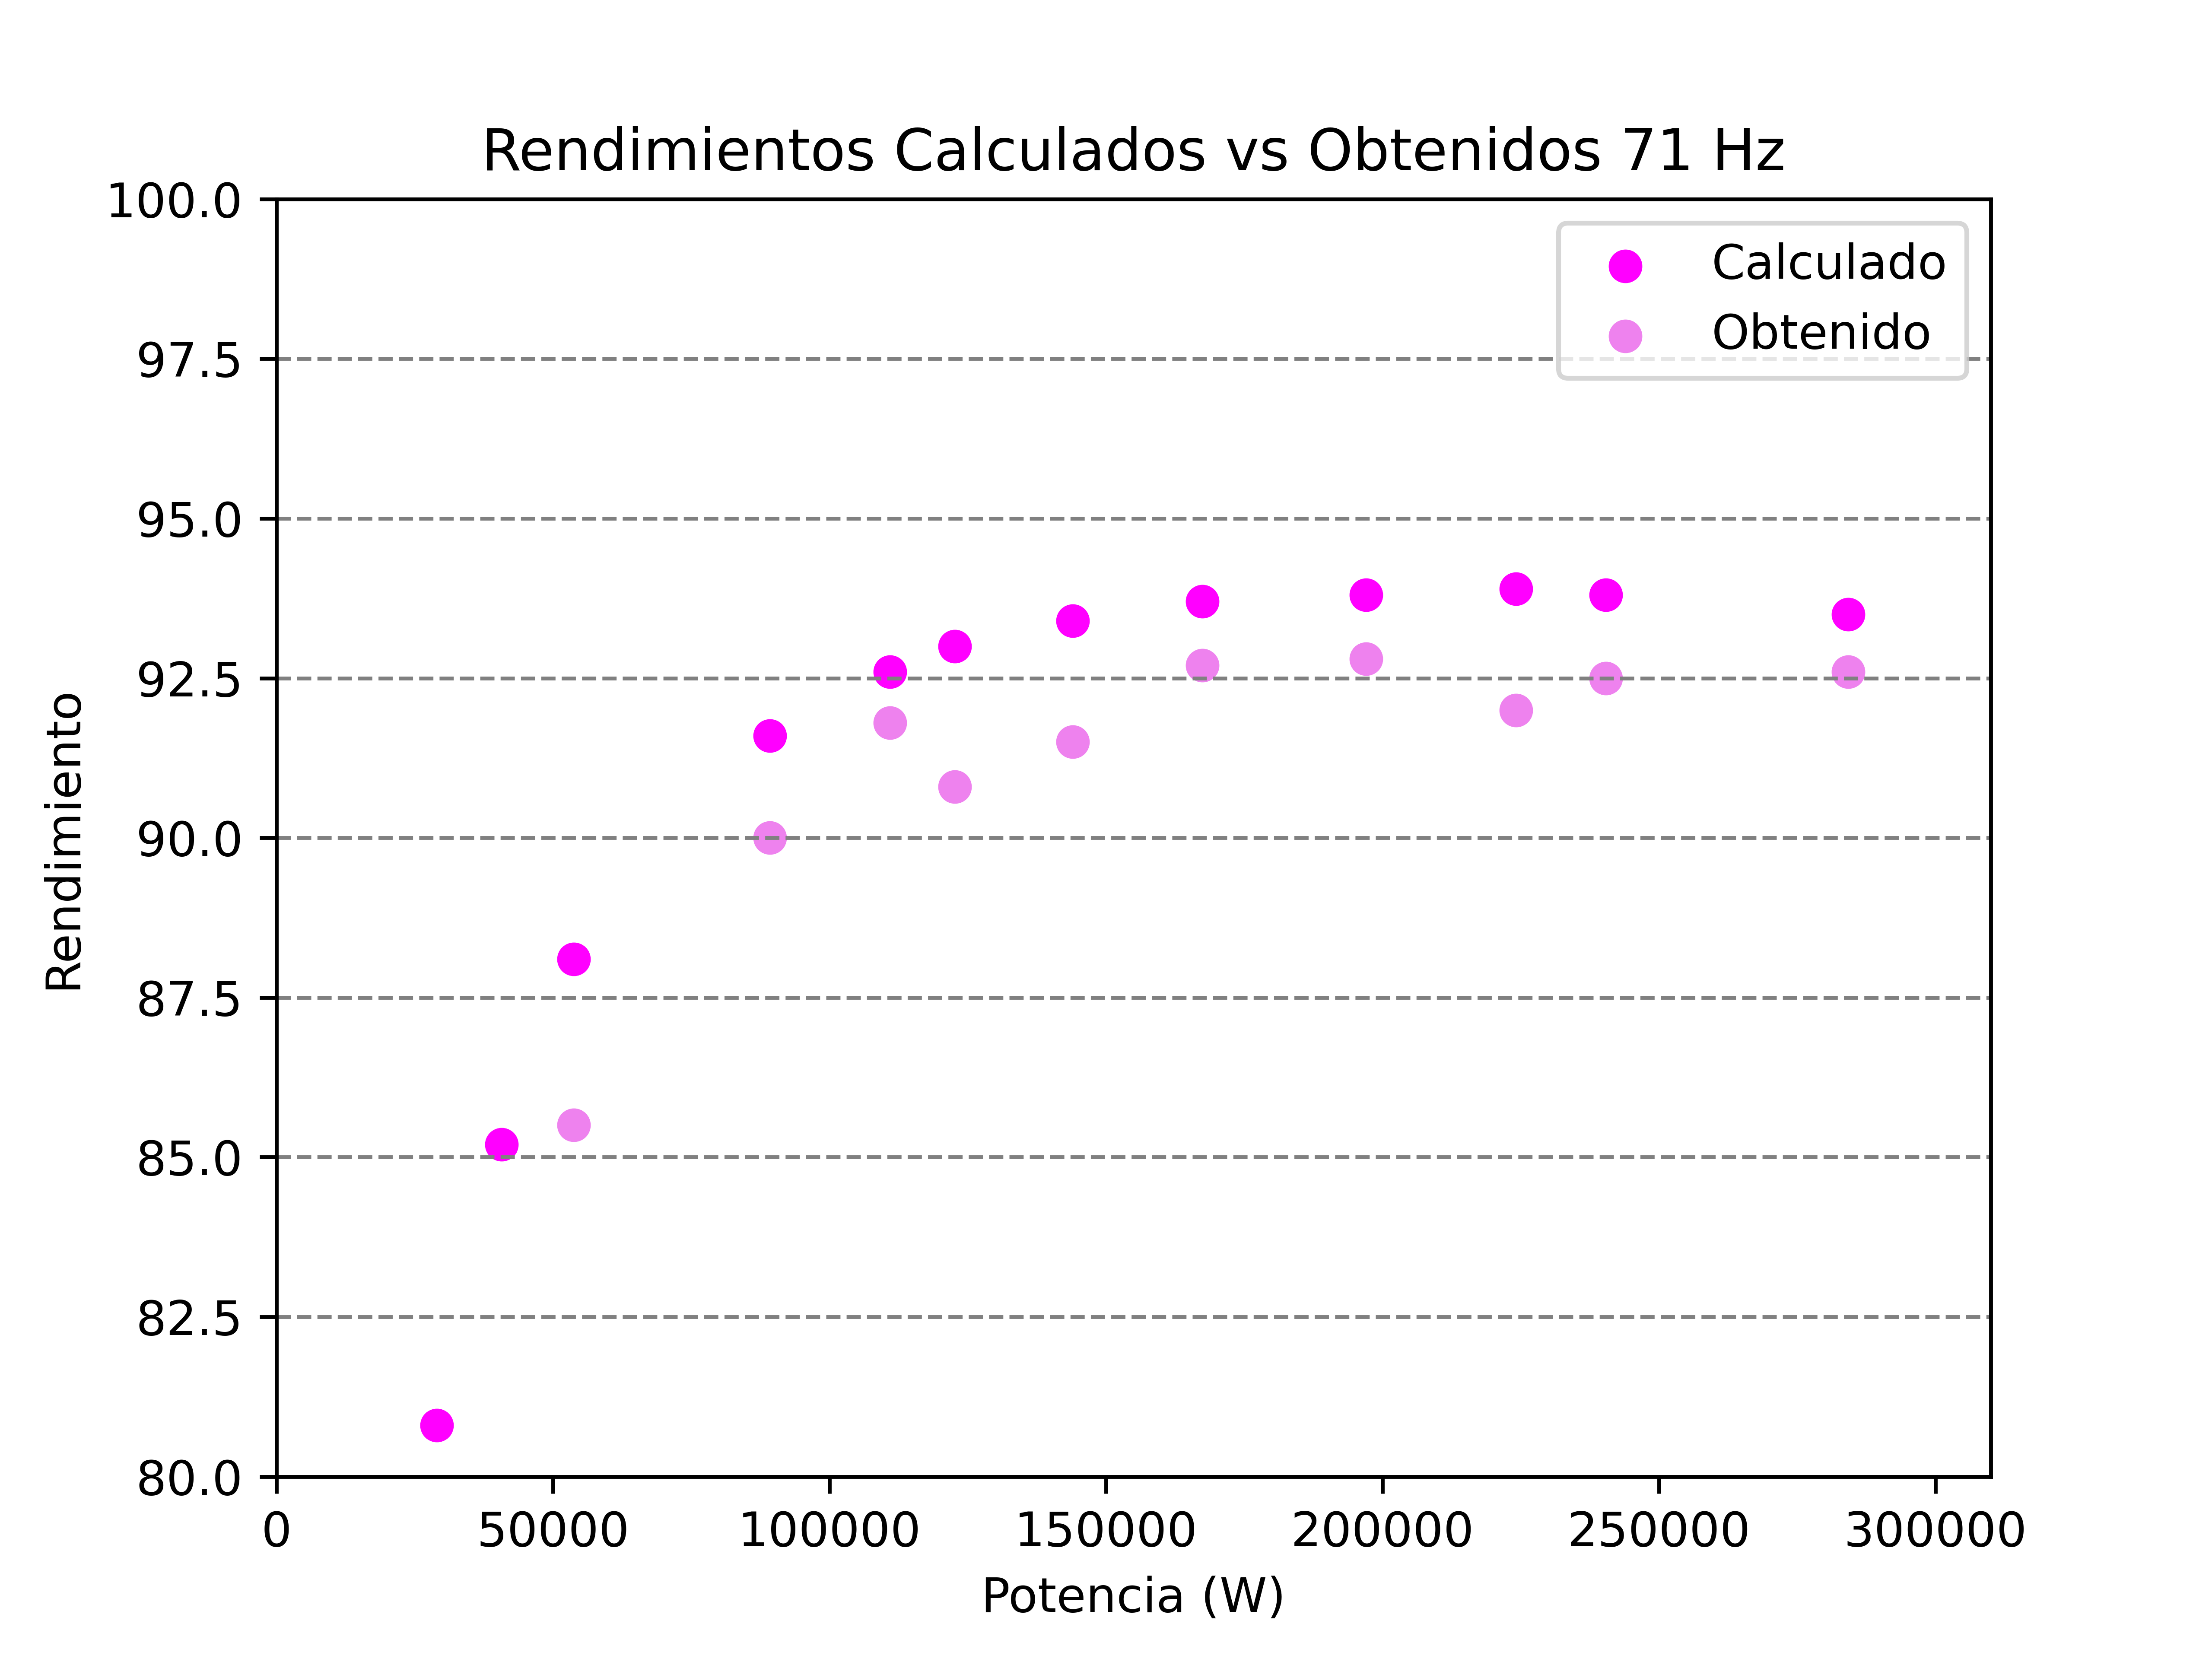 Rendimientos Calculados vs Obtenidos 71 Hz
100.0
97.5
95.0
92.5
90.0
87.5
85.0
82.5
80.0
Rendimiento
Calculado
Obtenido
0 50000 100000 150000 200000 250000 300000
Potencia (W)